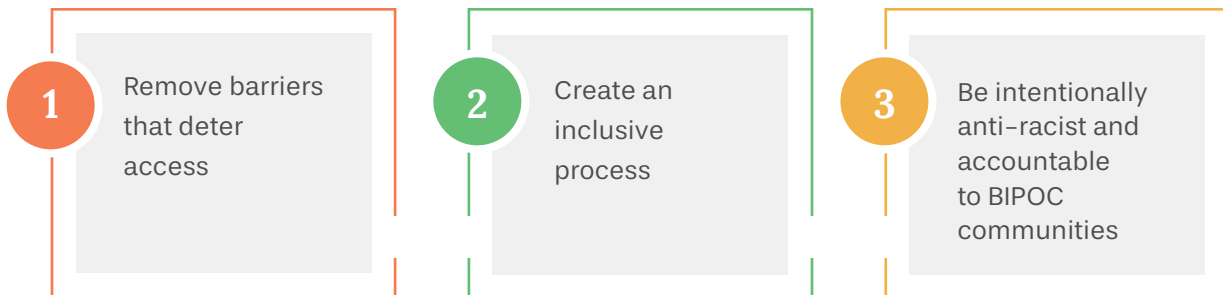 1
Remove barriers
that deter
access
2
Create an
inclusive
process
3
Be intentionally
anti-racist and
accountable
to BIPOC
communities